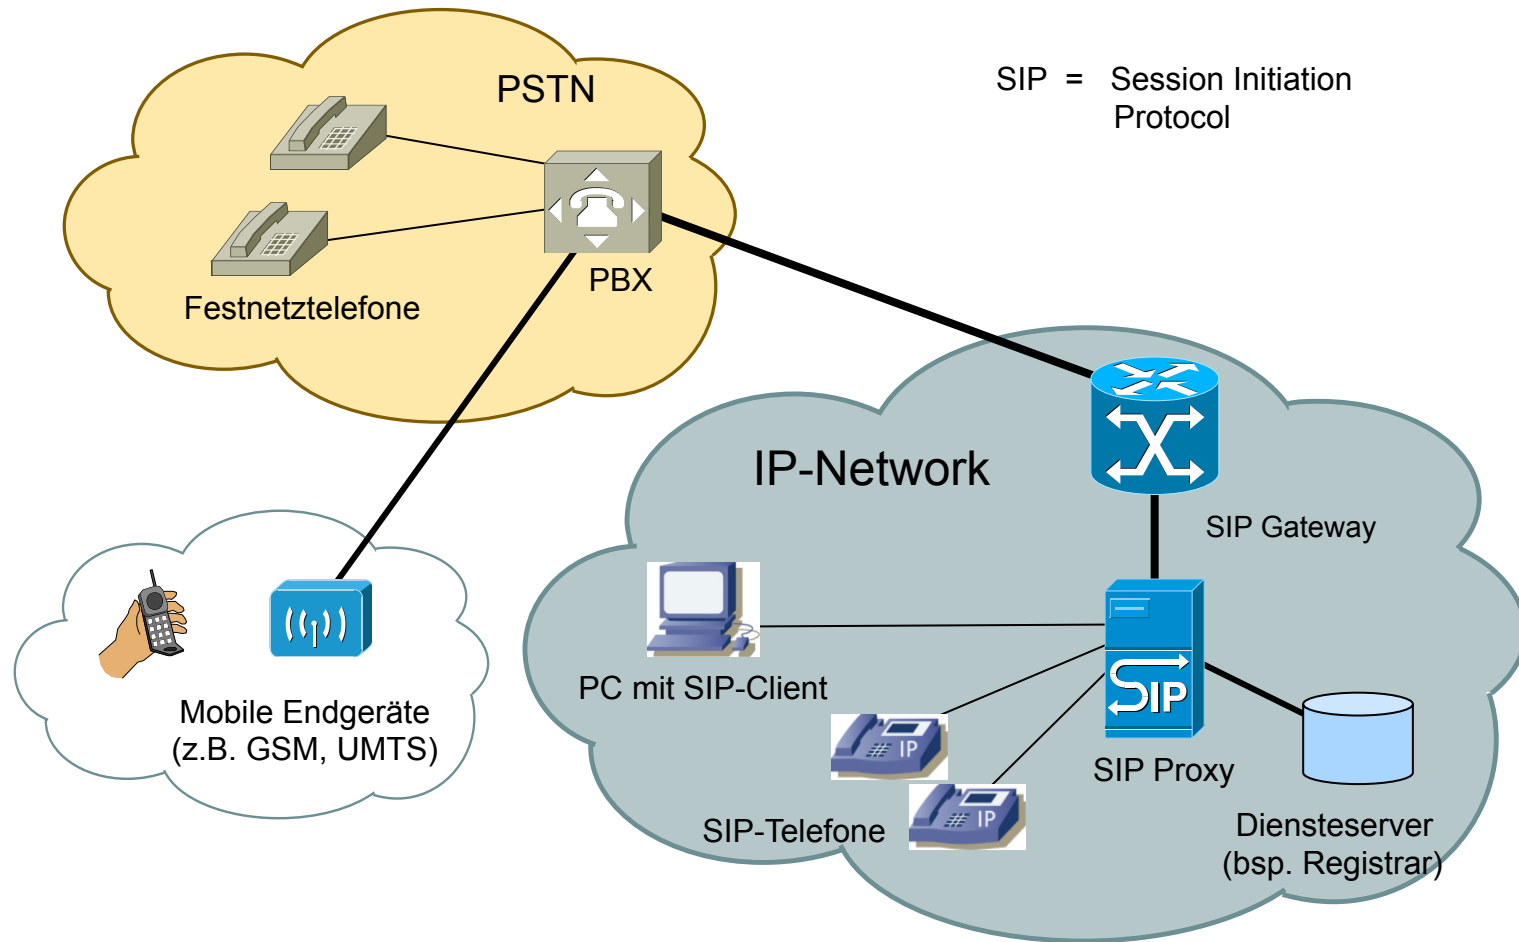 PSTN
SIP = Session Initiation
Protocol
PBX
Festnetztelefone
IP-Network
SIP Gateway
PC mit SIP-Client
Mobile Endgeräte
(z.B. GSM, UMTS)
SIP
IP
SIP Proxy
IP
SIP-Telefone
Diensteserver
(bsp. Registrar)